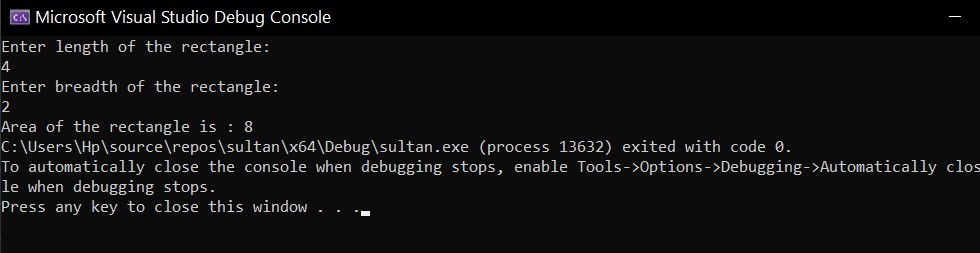 C:\ Microsoft Visual Studio Debug Console
Enter length of the rectangle:
4
Enter breadth of the rectangle:
2
Area of the rectangle is : 8
C:\Users\Hp\source\repos\sultan\x64\Debug\sultan.exe (process 13632) exited with code 0.
To automatically close the console when debugging stops, enable Tools->Options->Debugging->Automatically clos
le when debugging stops.
Press any key to close this window . . .